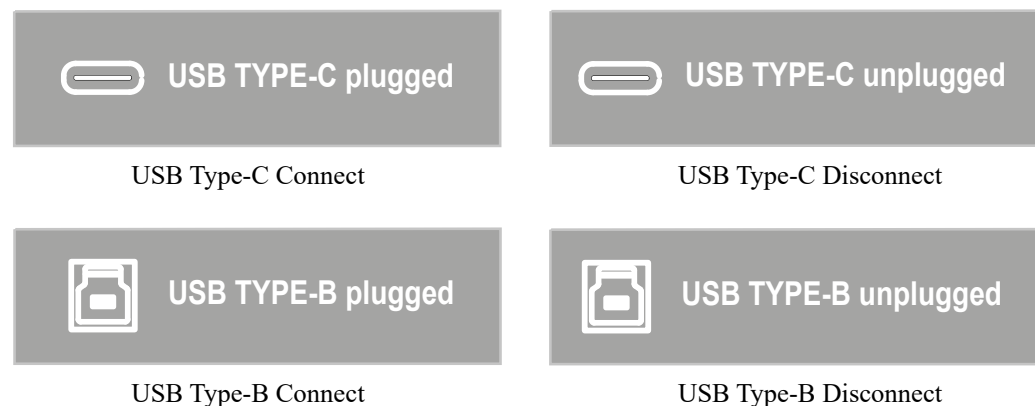 USB TYPE-C plugged
USB TYPE-C unplugged
USB Type-C Connect
USB Type-C Disconnect
USB TYPE-B plugged
USB TYPE-B unplugged
USB Type-B Connect
USB Type-B Disconnect